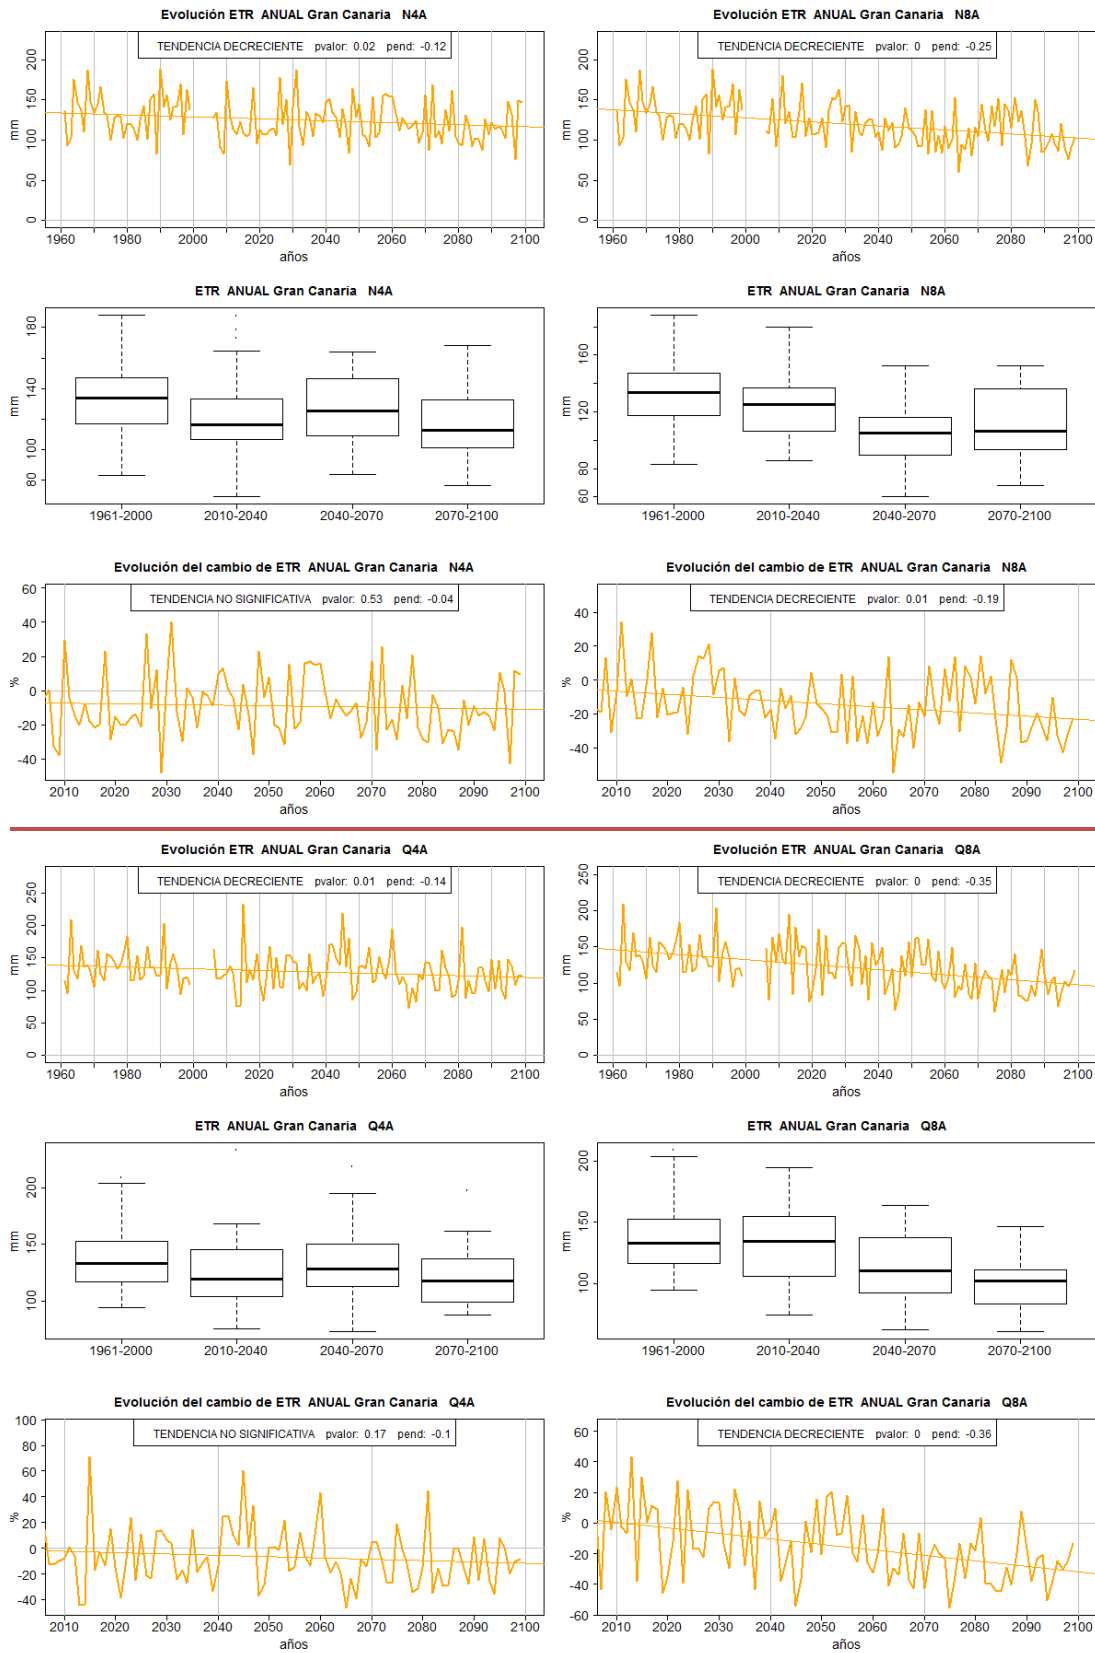 Evolución ETR ANUAL Gran Canaria N4A
TENDENCIA DECRECIENTE pvalor: 0.02 pend: -0.12
mm
200
150
100
50
0
1960 1980 2000 2020 2040 2060 2080 2100
años
Evolución ETR ANUAL Gran Canaria N8A
TENDENCIA DECRECIENTE pvalor: 0 pend: -0.25
mm
200
150
100
50
0
1960 1980 2000 2020 2040 2060 2080 2100
años
ETR ANUAL Gran Canaria N4A
mm
180
140
100
80
1961-2000 2010-2040 2040-2070 2070-2100
ETR ANUAL Gran Canaria N8A
mm
160
120
80
60
1961-2000 2010-2040 2040-2070 2070-2100
Evolución del cambio de ETR ANUAL Gran Canaria N4A
TENDENCIA NO SIGNIFICATIVA pvalor: 0.53 pend: -0.04
%
60
40
20
0
-20
-40
2010 2020 2030 2040 2050 2060 2070 2080 2090 2100
años
Evolución del cambio de ETR ANUAL Gran Canaria N8A
TENDENCIA DECRECIENTE pvalor: 0.01 pend: -0.19
%
40
20
0
-20
-40
2010 2020 2030 2040 2050 2060 2070 2080 2090 2100
años
Evolución ETR ANUAL Gran Canaria Q4A
TENDENCIA DECRECIENTE pvalor: 0.01 pend: -0.14
mm
250
200
150
100
50
0
1960 1980 2000 2020 2040 2060 2080 2100
años
Evolución ETR ANUAL Gran Canaria Q8A
TENDENCIA DECRECIENTE pvalor: 0 pend: -0.35
mm
250
200
150
100
50
0
1960 1980 2000 2020 2040 2060 2080 2100
años
ETR ANUAL Gran Canaria Q4A
mm
200
150
100
1961-2000 2010-2040 2040-2070 2070-2100
ETR ANUAL Gran Canaria Q8A
mm
200
150
100
1961-2000 2010-2040 2040-2070 2070-2100
Evolución del cambio de ETR ANUAL Gran Canaria Q4A
TENDENCIA NO SIGNIFICATIVA pvalor: 0.17 pend: -0.1
%
100
80
60
40
20
0
-20
-40
2010 2020 2030 2040 2050 2060 2070 2080 2090 2100
años
Evolución del cambio de ETR ANUAL Gran Canaria Q8A
TENDENCIA DECRECIENTE pvalor: 0 pend: -0.36
%
60
40
20
0
-20
-40
-60
2010 2020 2030 2040 2050 2060 2070 2080 2090 2100
años